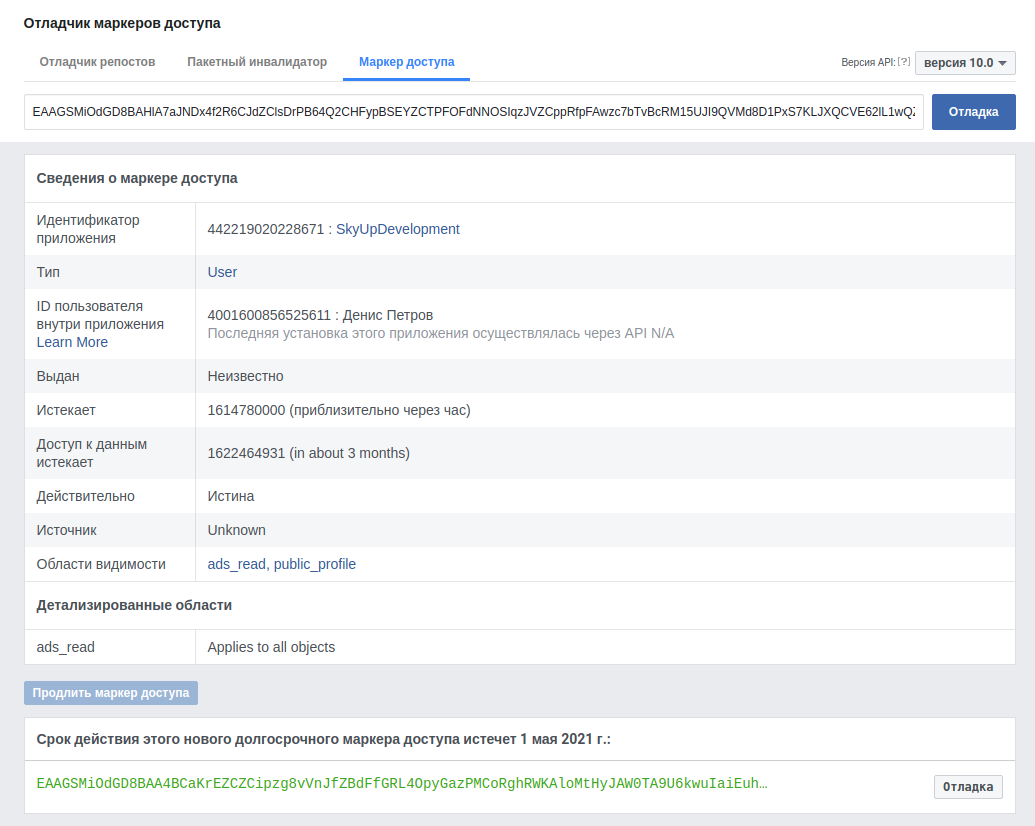 Отладчик маркеров доступа
Отладчик репостов
Пакетный инвалидатор
Маркер доступа
Версия API:[?]
версия 10.0
EAAGSMiOdGD8BAHlA7aJNDx4f2R6CJdZClsDrPB64Q2CHFypBSEYZCTPFOFdNNOSIqzJVZCppRfpFAwzc7bTvBcRM15UJI9QVMd8D1PxS7KLJXQCVE62lL1wQZ
Отладка
Сведения о маркере доступа
Идентификатор
приложения
442219020228671 : SkyUpDevelopment
Тип
User
ID пользователя
внутри приложения
Learn More
4001600856525611 : Денис Петров
Последняя установка этого приложения осуществлялась через API N/A
Выдан
Неизвестно
Истекает
1614780000 (приблизительно через час)
Доступ к данным
истекает
1622464931 (in about 3 months)
Действительно
Истина
Источник
Unknown
Области видимости
ads_read, public_profile
Детализированные области
ads_read
Applies to all objects
Продлить маркер доступа
Срок действия этого нового долгосрочного маркера доступа истечет 1 мая 2021 г.:
EAAGSMiOdGD8BAA4BCaKrEZCZCipzg8vVnJfZBdFfGRL4OpyGazPMCoRghRWKAloMtHyJAW0TA9U6kwuIaiEuh…
Отладка